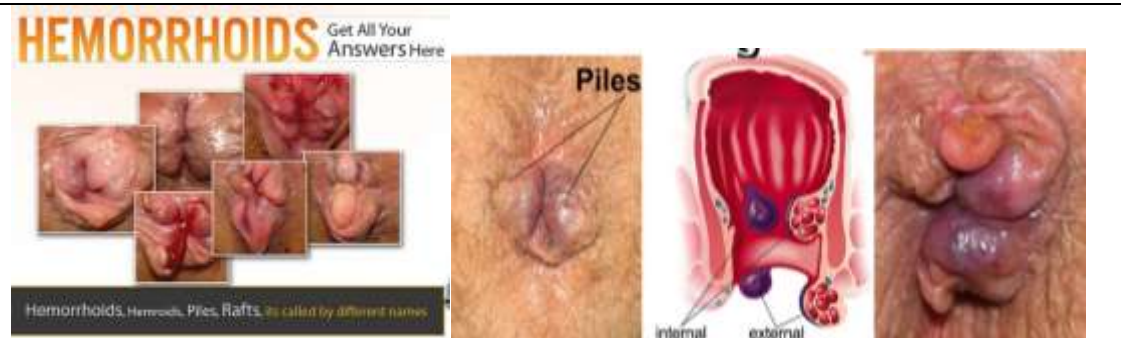 HEMORRHOIDS
Get All Your
Answers Here
Hemorrhoids, Hemroids, Piles, Rafts, its called by different names
Piles
internal
external